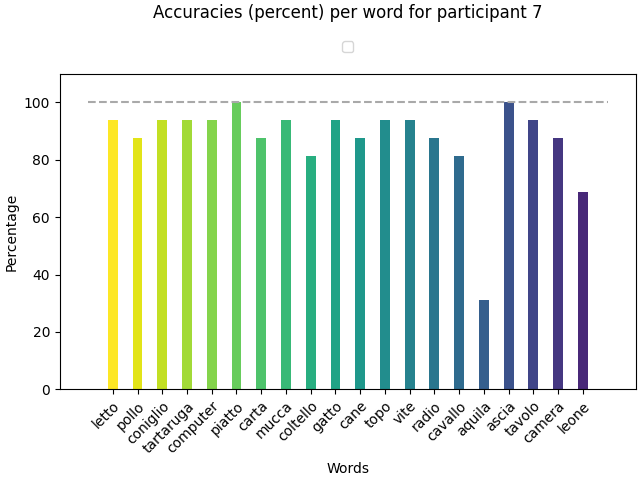 Accuracies (percent) per word for participant 7
100
80
60
40
20
0
Percentage
letto
pollo
coniglio
tartaruga
computer
piatto
carta
mucca
coltello
gatto
cane
topo
vite
radio
cavallo
aquila
ascia
tavolo
camera
leone
Words